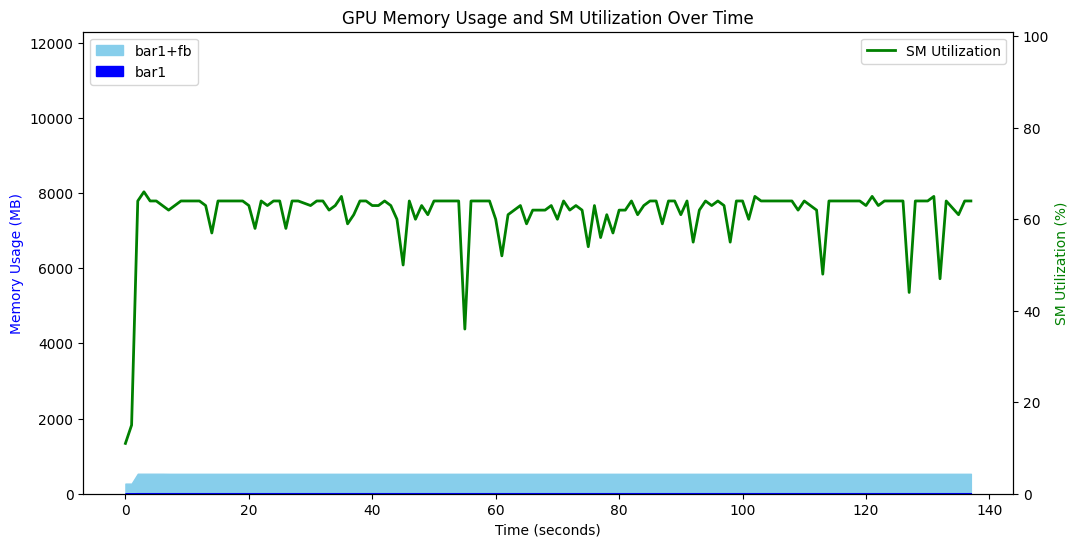 GPU Memory Usage and SM Utilization Over Time
bar1+fb
bar1
SM Utilization
Memory Usage (MB)
12000
10000
8000
6000
4000
2000
0
SM Utilization (%)
100
80
60
40
20
0
0 20 40 60 80 100 120 140
Time (seconds)